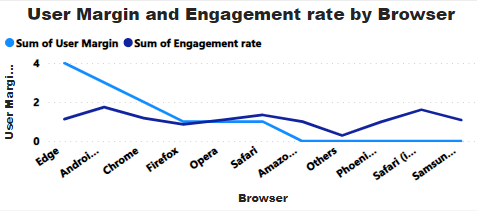 User Margin and Engagement rate by Browser
Sum of User Margin Sum of Engagement rate
User Margi...
4
2
0
Edge
Androi...
Chrome
Firefox
Opera
Safari
Amazo...
Others
Phoeni...
Safari (i...
Samsun...
Browser